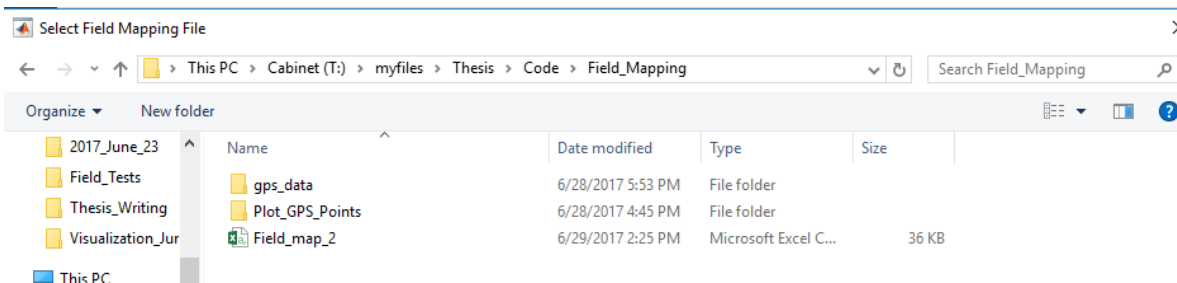 Select Field Mapping File
This PC > Cabinet (T:) > myfiles > Thesis > Code > Field_Mapping
Search Field_Mapping
Organize
New folder
?
2017_June_23
Field_Tests
Thesis_Writing
Visualization_Jur
This PC
Name Date modified Type Size
gps_data 6/28/2017 5:53 PM File folder
Plot_GPS_Points 6/28/2017 4:45 PM File folder
Field_map_2 6/29/2017 2:25 PM Microsoft Excel C... 36 KB